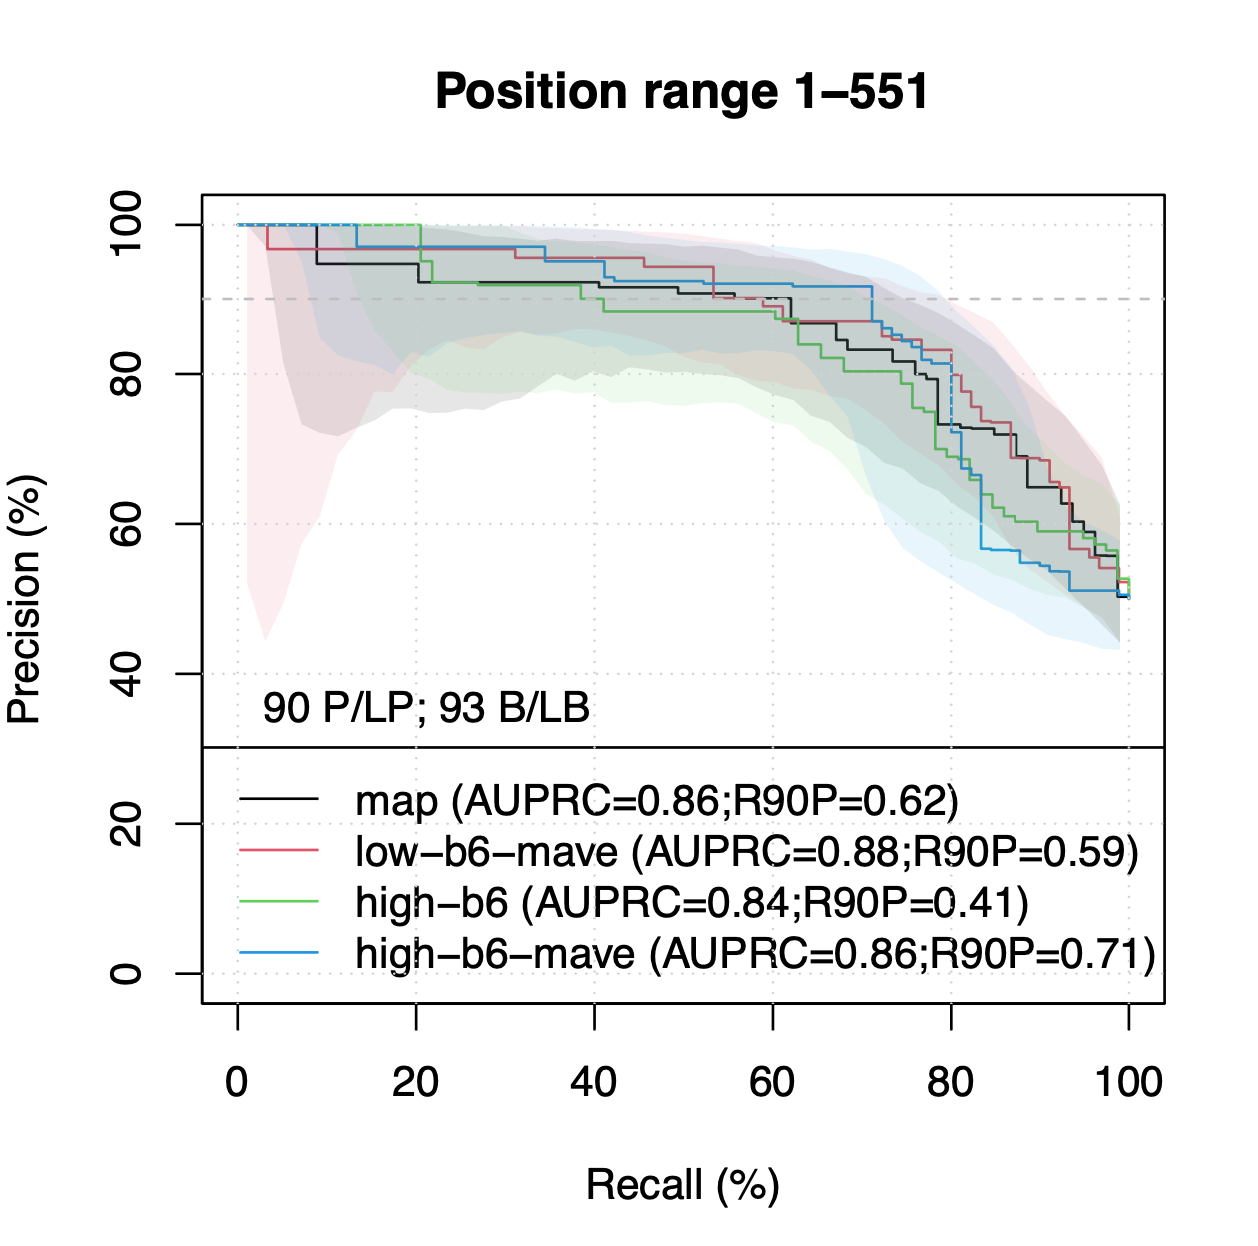 Position range 1–551
Precision (%)
100
80
60
40
20
0
90 P/LP; 93 B/LB
map (AUPRC=0.86;R90P=0.62)
low−b6−mave (AUPRC=0.88;R90P=0.59)
high−b6 (AUPRC=0.84;R90P=0.41)
high−b6−mave (AUPRC=0.86;R90P=0.71)
0 20 40 60 80 100
Recall (%)